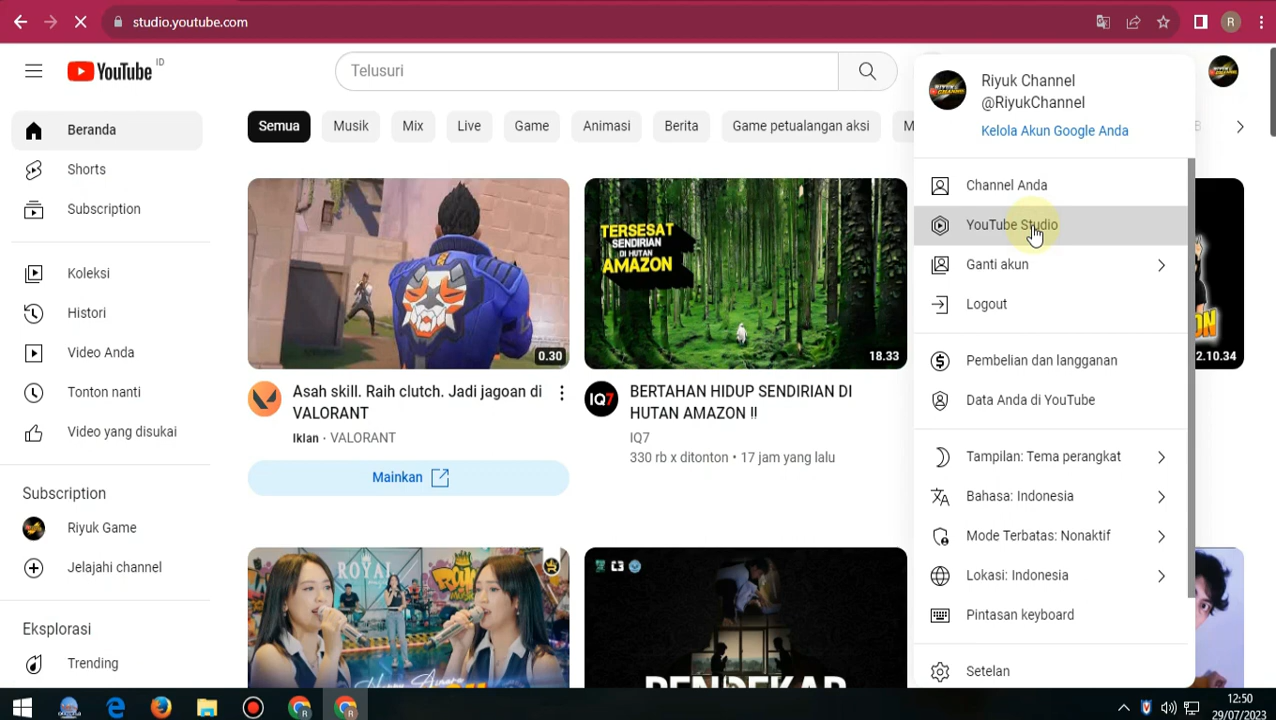 studio.youtube.com
R
YouTube ID
Telusuri
Beranda
Shorts
Subscription
Koleksi
Histori
Video Anda
Tonton nanti
Video yang disukai
Subscription
Riyuk Game
Jelajahi channel
Eksplorasi
Trending
Semua
Musik
Mix
Live
Game
Animasi
Berita
Game petualangan aksi
0.30
Asah skill. Raih clutch. Jadi jagoan di
VALORANT
Iklan · VALORANT
Mainkan
TERSESAT
SENDIRIAN
DI HUTAN
AMAZON
18.33
IQ7
BERTAHAN HIDUP SENDIRIAN DI
HUTAN AMAZON !!
IQ7
330 rb x ditonton • 17 jam yang lalu
2.10.34
ROYAL
PENDEKAR
Riyuk Channel
@RiyukChannel
Kelola Akun Google Anda
Channel Anda
YouTube Studio
Ganti akun
Logout
Pembelian dan langganan
Data Anda di YouTube
Tampilan: Tema perangkat
Bahasa: Indonesia
Mode Terbatas: Nonaktif
Lokasi: Indonesia
Pintasan keyboard
Setelan
12:50
29/07/2023